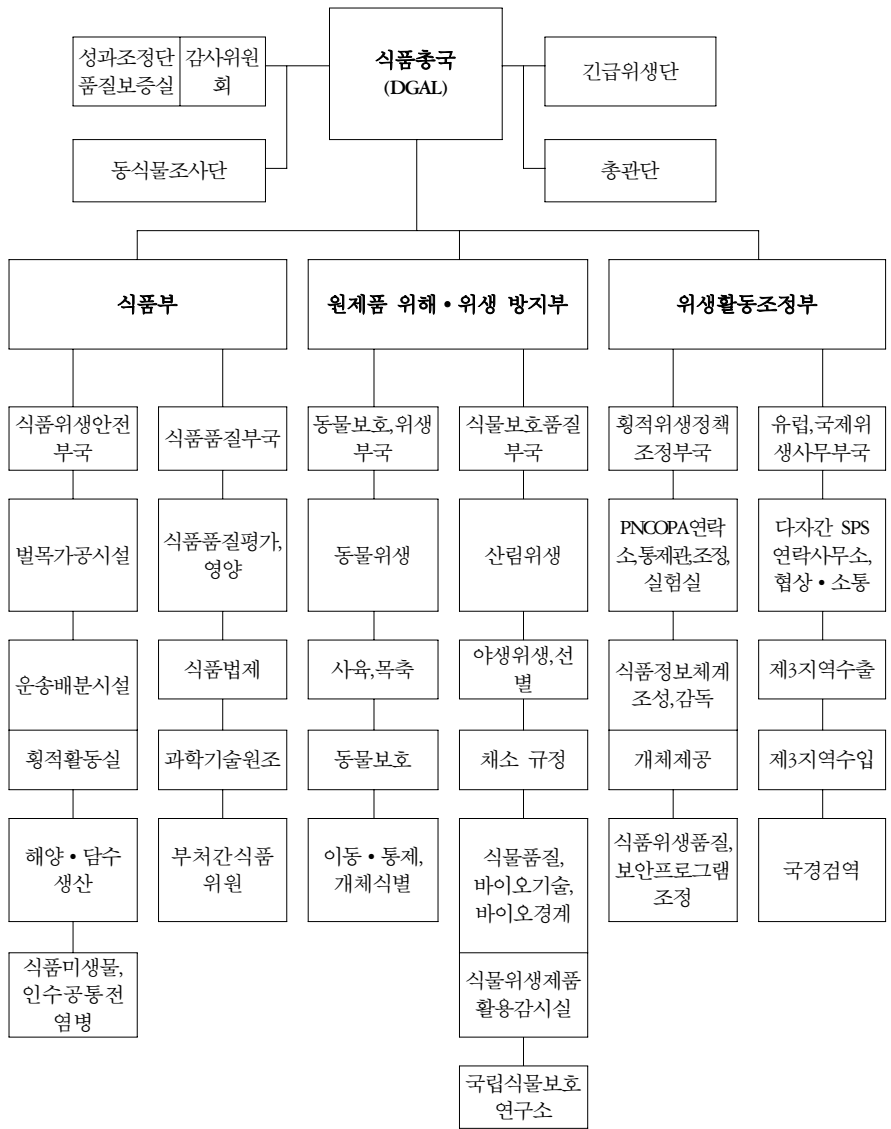 성과조정단
품질보증실
감사위원
회
식품총국
(DGAL)
긴급위생단
동식물조사단
총관단
식품부
원제품 위해•위생 방지부
위생활동조정부
식품위생안전
부국
식품품질부국
동물보호,위생
부국
식물보호품질
부국
횡적위생정책
조정부국
유럽,국제위
생사무부국
벌목가공시설
식품품질평가,
영양
동물위생
산림위생
PNCOPA연락
소,통제관,조정,
실험실
다자간 SPS
연락사무소,
협상•소통
운송배분시설
식품법제
사육,목축
야생위생,선
별
식품정보체계
조성,감독
제3지역수출
횡적활동실
과학기술원조
동물보호
채소 규정
개체제공
제3지역수입
해양•담수
생산
부처간식품
위원
이동•통제,
개체식별
식물품질,
바이오기술,
바이오경계
식품위생품질,
보안프로그램
조정
국경검역
식품미생물,
인수공통전
염병
식물위생제품
활용감시실
국립식물보호
연구소